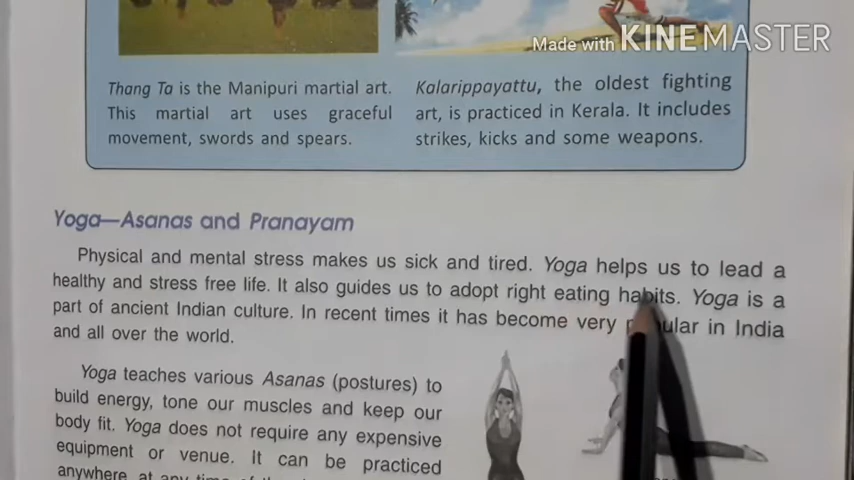 Made with KINEMASTER
Thang Ta is the Manipuri martial art.
This martial art uses graceful
movement, swords and spears.
Kalarippayattu, the oldest fighting
art, is practiced in Kerala. It includes
strikes, kicks and some weapons.
Yoga—Asanas and Pranayam
Physical and mental stress makes us sick and tired. Yoga helps us to lead a
healthy and stress free life. It also guides us to adopt right eating habits. Yoga is a
part of ancient Indian culture. In recent times it has become very popular in India
and all over the world.
Yoga teaches various Asanas (postures) to
build energy, tone our muscles and keep our
body fit. Yoga does not require any expensive
equipment or venue. It can be practiced
anywhere, at any time of